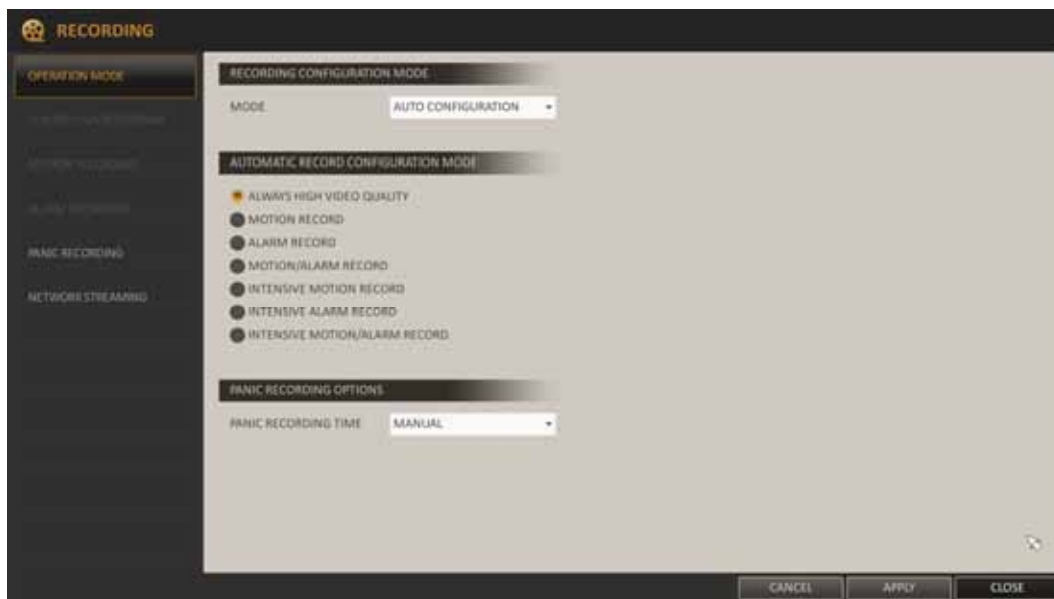 RECORDING
OPERATION MODE
PANIC RECORDING
NETWORK STREAMING
RECORDING CONFIGURATION MODE
MODE AUTO CONFIGURATION
AUTOMATIC RECORD CONFIGURATION MODE
ALWAYS HIGH VIDEO QUALITY
MOTION RECORD
ALARM RECORD
MOTION/ALARM RECORD
INTENSIVE MOTION RECORD
INTENSIVE ALARM RECORD
INTENSIVE MOTION/ALARM RECORD
PANIC RECORDING OPTIONS
PANIC RECORDING TIME MANUAL
CANCEL APPLY CLOSE